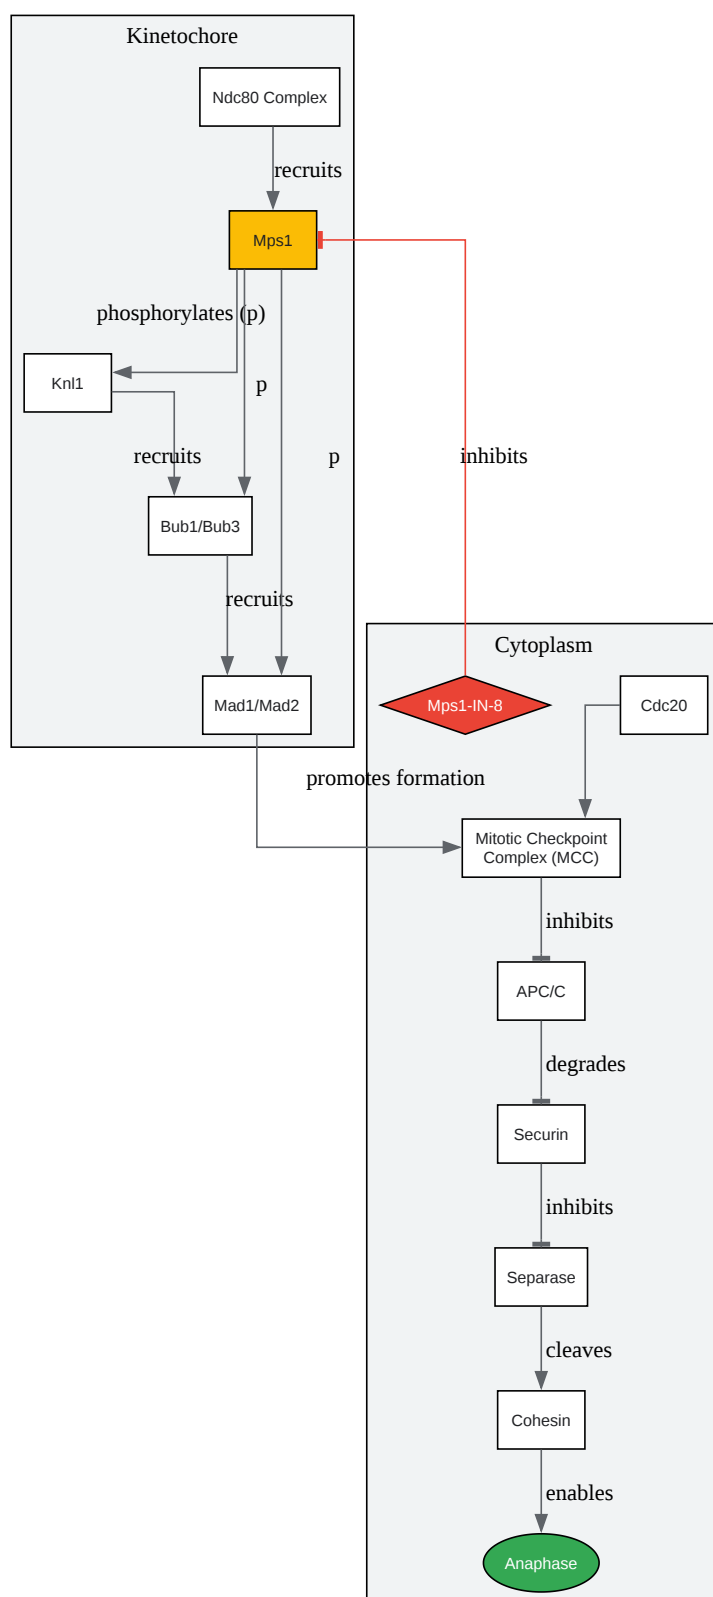 Kinetochore
Ndc80 Complex
recruits
Mps1
phosphorylates (p)
Knl1
p
recruits
p
inhibits
Bub1/Bub3
recruits
Cytoplasm
Mad1/Mad2
Mps1-IN-8
Cdc20
promotes formation
Mitotic Checkpoint
Complex (MCC)
inhibits
APC/C
degrades
Securin
inhibits
Separase
cleaves
Cohesin
enables
Anaphase